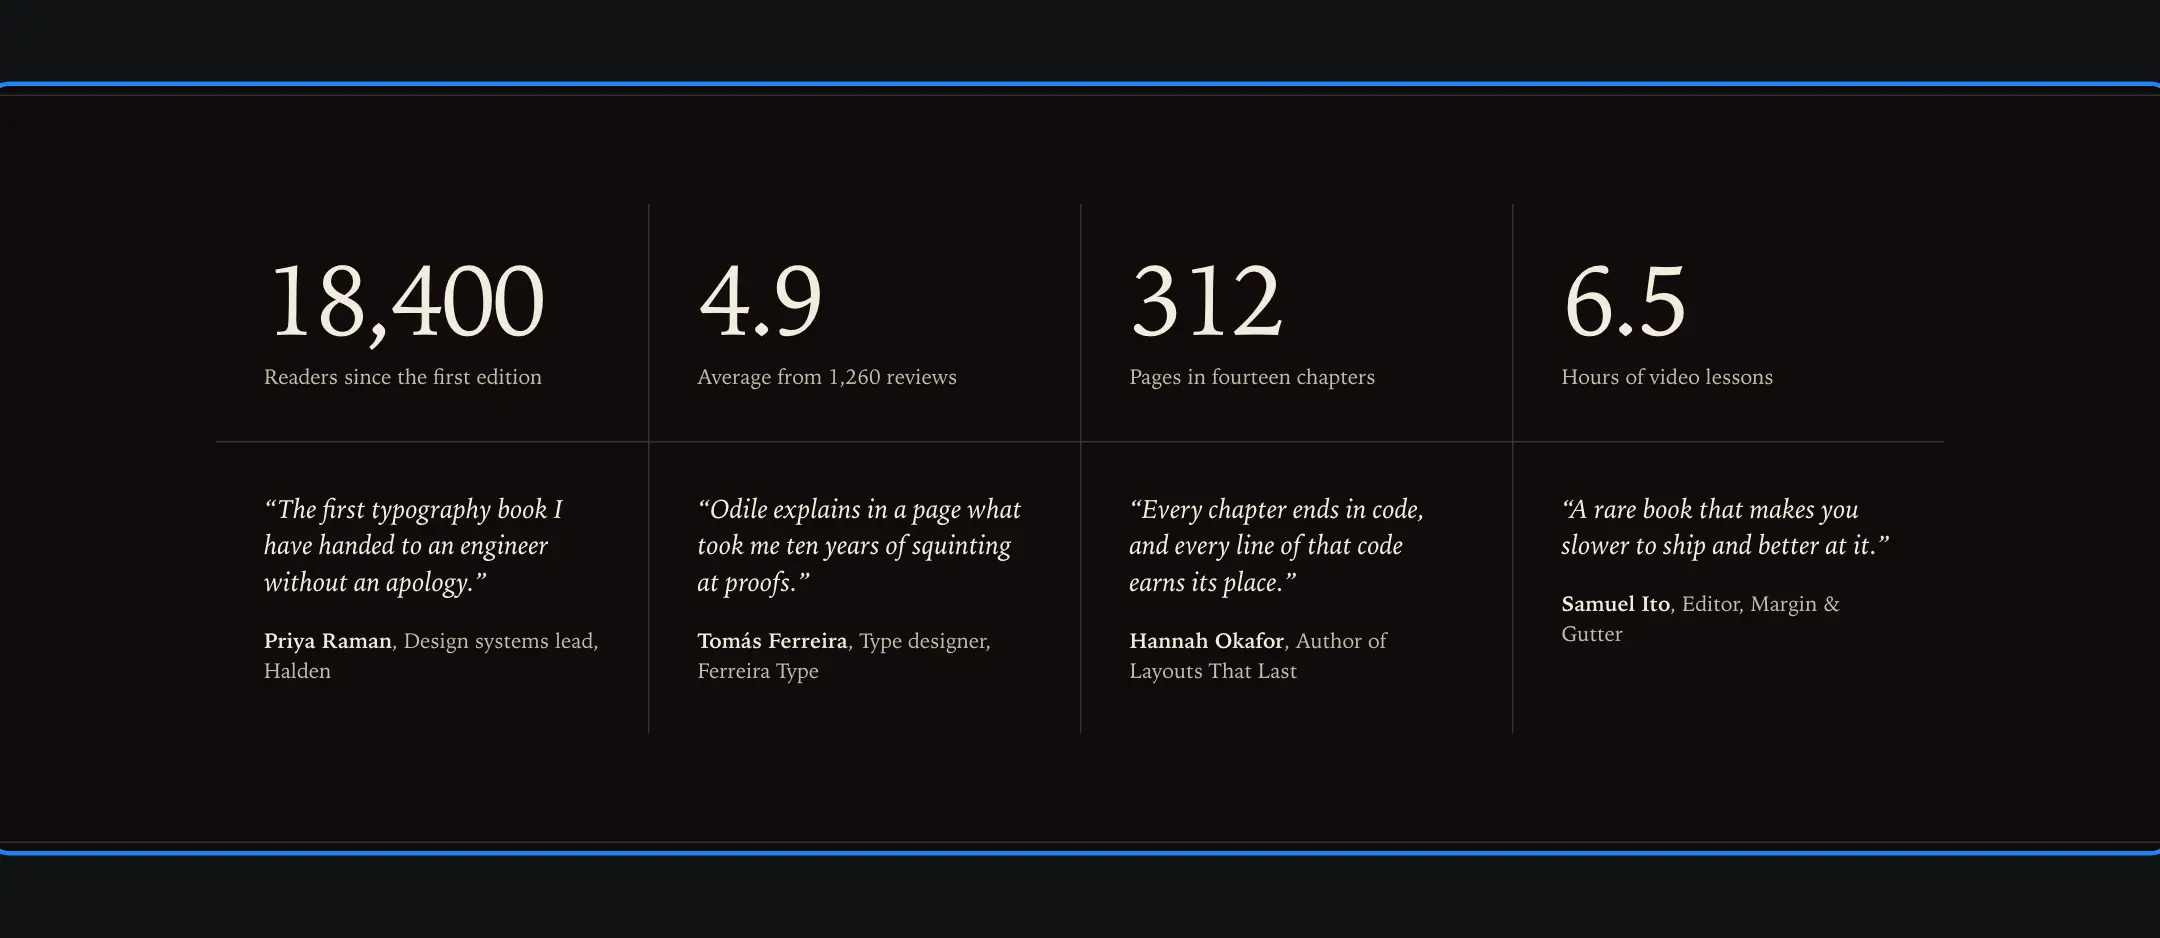 18,400
Readers since the first edition
4.9
Average from 1,260 reviews
312
Pages in fourteen chapters
6.5
Hours of video lessons
“The first typography book I
have handed to an engineer
without an apology.”
Priya Raman, Design systems lead,
Halden
“Odile explains in a page what
took me ten years of squinting
at proofs.”
Tomás Ferreira, Type designer,
Ferreira Type
“Every chapter ends in code,
and every line of that code
earns its place.”
Hannah Okafor, Author of
Layouts That Last
“A rare book that makes you
slower to ship and better at it.”
Samuel Ito, Editor, Margin &
Gutter